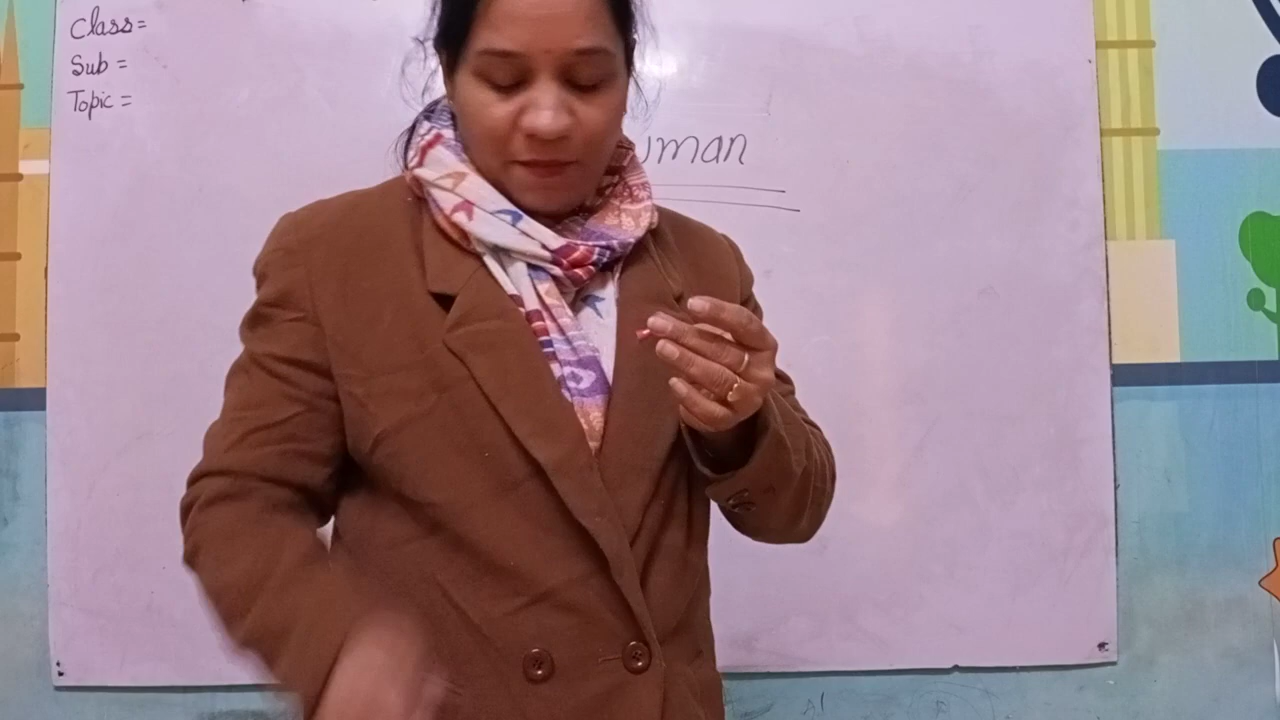 Class=
Sub =
Topic =
uman